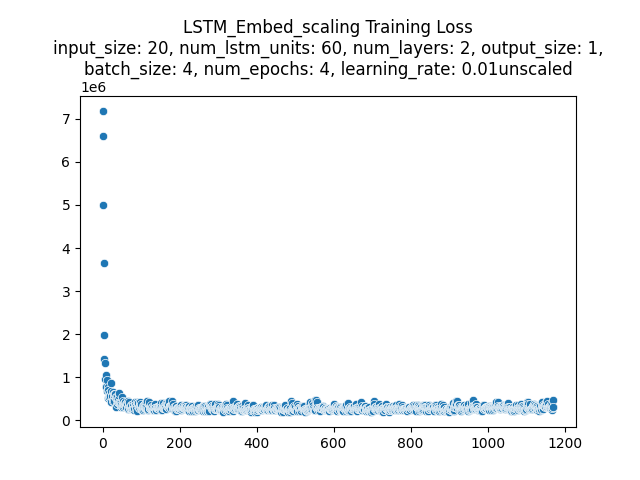 LSTM_Embed_scaling Training Loss
input_size: 20, num_lstm_units: 60, num_layers: 2, output_size: 1,
batch_size: 4, num_epochs: 4, learning_rate: 0.01unscaled
1e6
7
6
5
4
3
2
1
0
0 200 400 600 800 1000 1200